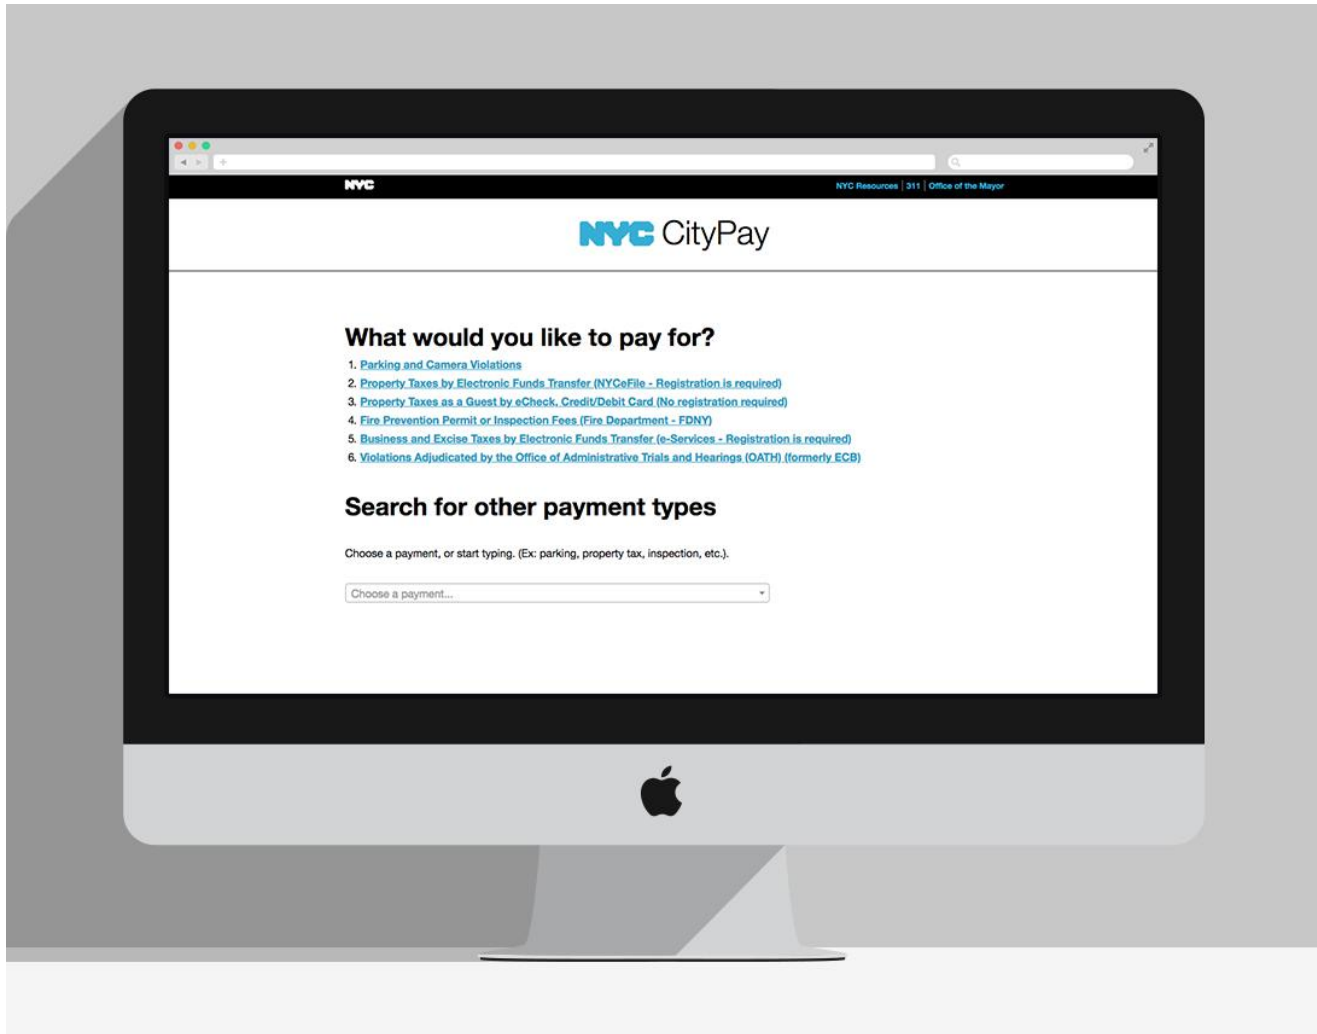 NYC
NYC Resources | 311 | Office of the Mayor
NYC CityPay
What would you like to pay for?
1. Parking and Camera Violations
2. Property Taxes by Electronic Funds Transfer (NYCeFile - Registration is required)
3. Property Taxes as a Guest by eCheck, Credit/Debit Card (No registration required)
4. Fire Prevention Permit or Inspection Fees (Fire Department - FDNY)
5. Business and Excise Taxes by Electronic Funds Transfer (e-Services - Registration is required)
6. Violations Adjudicated by the Office of Administrative Trials and Hearings (OATH) (formerly ECB)
Search for other payment types
Choose a payment, or start typing. (Ex: parking, property tax, inspection, etc.).
Choose a payment...